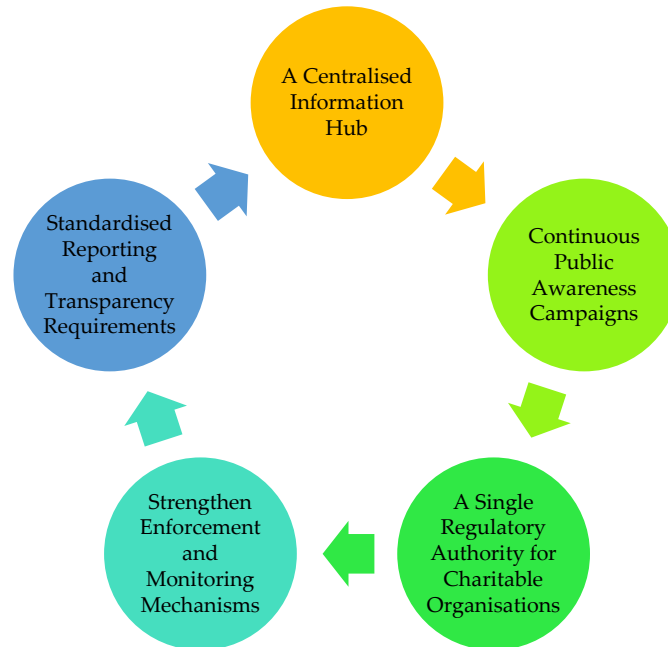 A Centralised
Information
Hub
Continuous
Public
Awareness
Campaigns
A Single
Regulatory
Authority for
Charitable
Organisations
Strengthen
Enforcement
and
Monitoring
Mechanisms
Standardised
Reporting
and
Transparency
Requirements